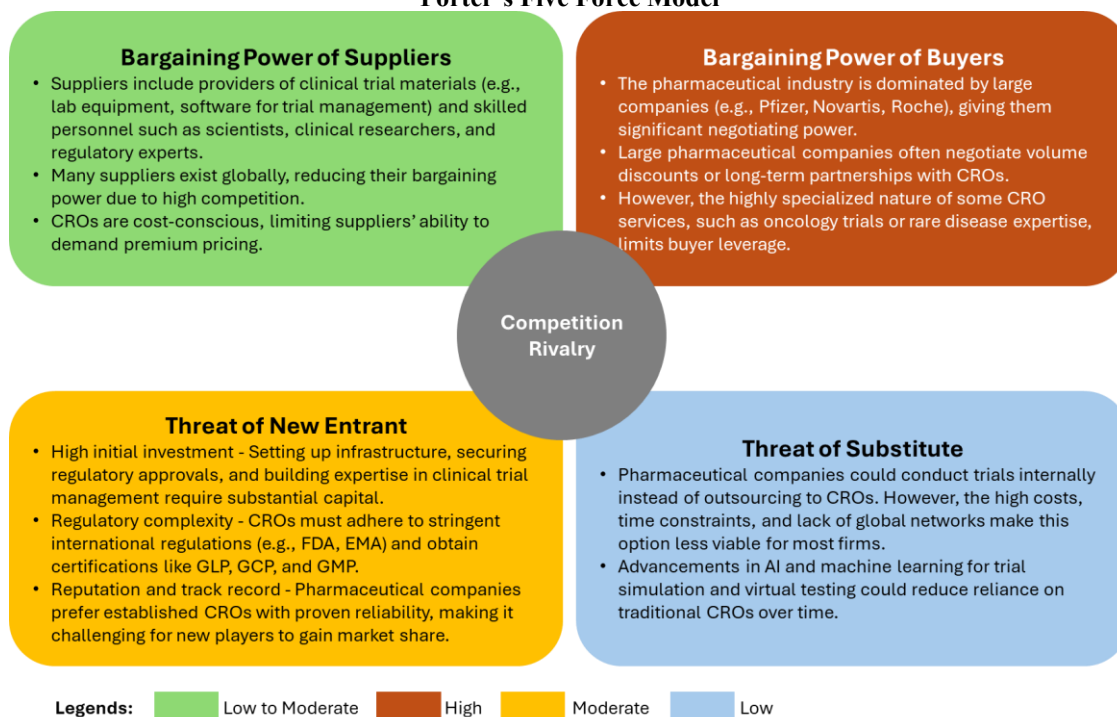 Porter's Five Force Model
Bargaining Power of Suppliers
• Suppliers include providers of clinical trial materials (e.g.,
lab equipment, software for trial management) and skilled
personnel such as scientists, clinical researchers, and
regulatory experts.
• Many suppliers exist globally, reducing their bargaining
power due to high competition.
• CROs are cost-conscious, limiting suppliers' ability to
demand premium pricing.
Bargaining Power of Buyers
• The pharmaceutical industry is dominated by large
companies (e.g., Pfizer, Novartis, Roche), giving them
significant negotiating power.
• Large pharmaceutical companies often negotiate volume
discounts or long-term partnerships with CROs.
• However, the highly specialized nature of some CRO
services, such as oncology trials or rare disease expertise,
limits buyer leverage.
Competition
Rivalry
Threat of New Entrant
• High initial investment - Setting up infrastructure, securing
regulatory approvals, and building expertise in clinical trial
management require substantial capital.
• Regulatory complexity - CROs must adhere to stringent
international regulations (e.g., FDA, EMA) and obtain
certifications like GLP, GCP, and GMP.
• Reputation and track record - Pharmaceutical companies
prefer established CROs with proven reliability, making it
challenging for new players to gain market share.
Threat of Substitute
• Pharmaceutical companies could conduct trials internally
instead of outsourcing to CROs. However, the high costs,
time constraints, and lack of global networks make this
option less viable for most firms.
• Advancements in AI and machine learning for trial
simulation and virtual testing could reduce reliance on
traditional CROs over time.
Legends: Low to Moderate High Moderate Low